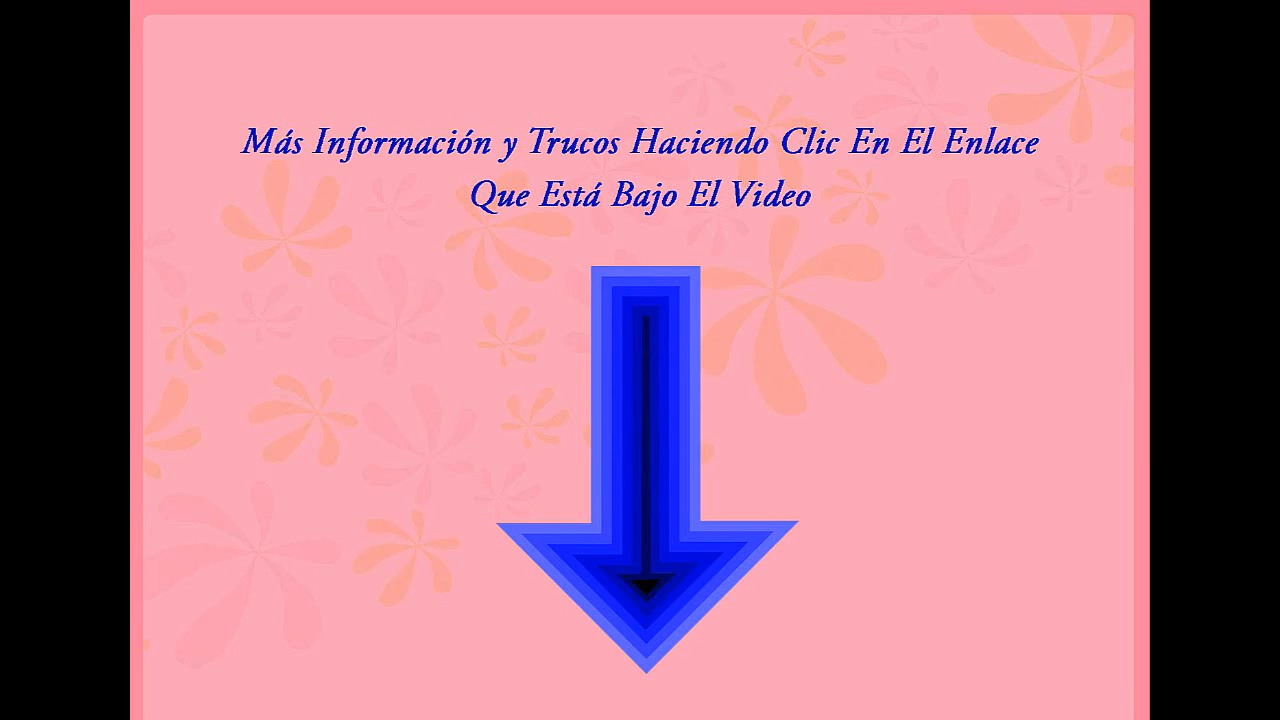 Más Información y Trucos Haciendo Clic En El Enlace
Que Está Bajo El Video